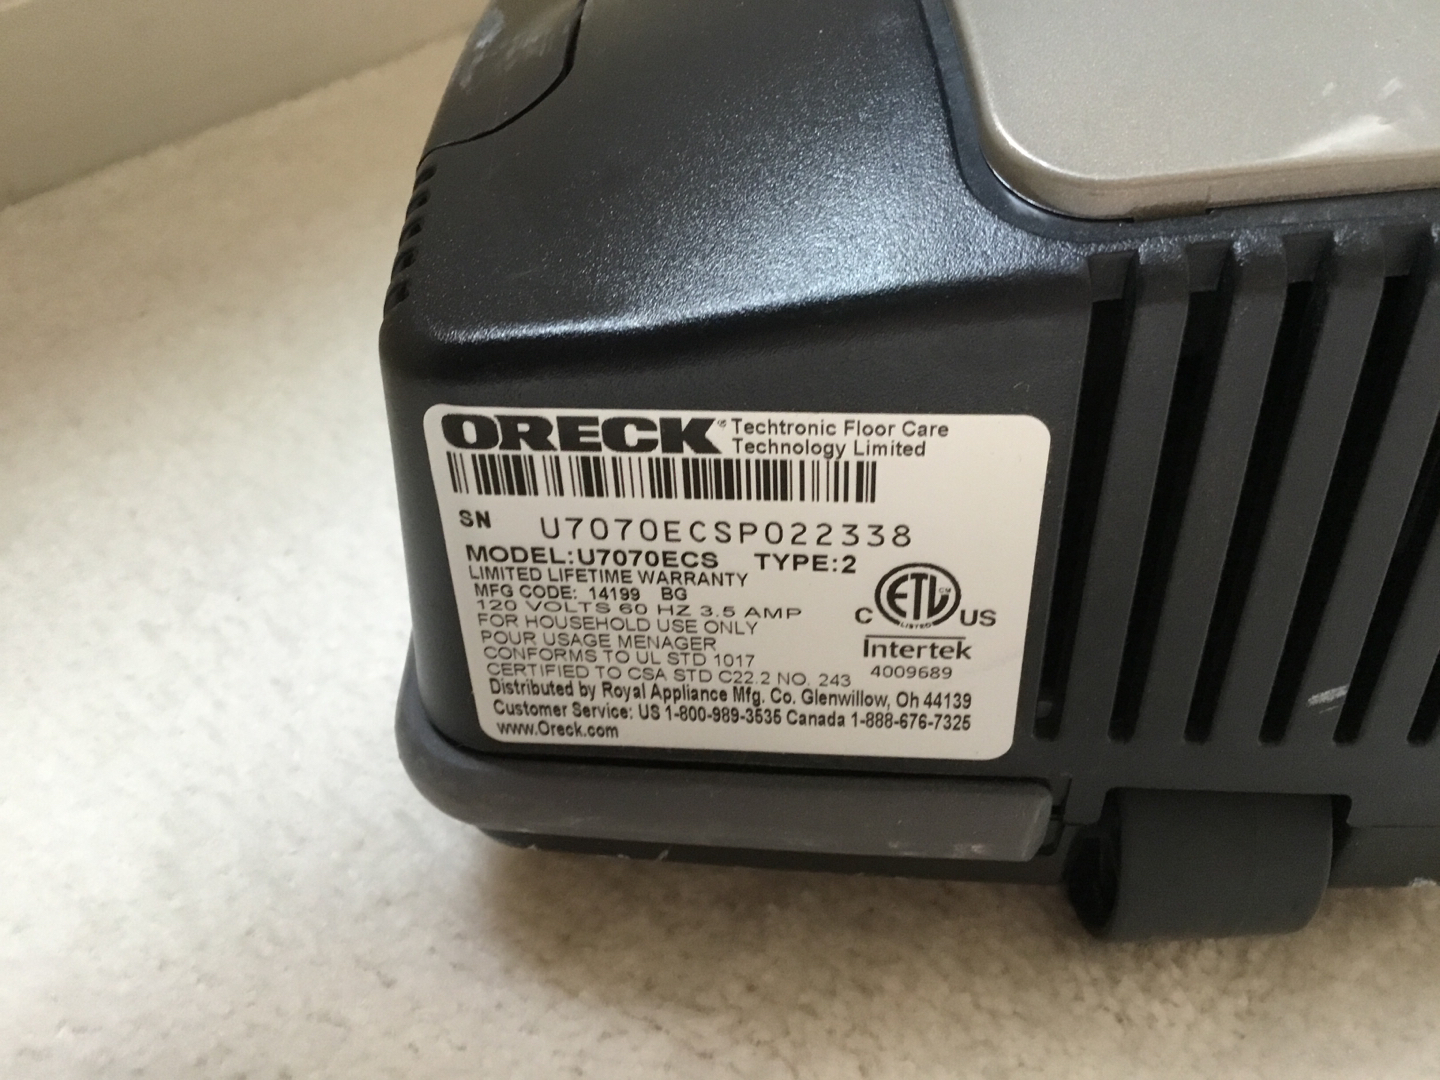 ORECK® Techtronic Floor Care
Technology Limited
SN U7070ECSP022338
MODEL:U7070ECS TYPE:2
LIMITED LIFETIME WARRANTY
MFG CODE: 14199 BG
120 VOLTS 60 HZ 3.5 AMP
FOR HOUSEHOLD USE ONLY
POUR USAGE MENAGER
CONFORMS TO UL STD 1017
CERTIFIED TO CSA STD C22.2 NO. 243
C ETL CM US
LISTED
Intertek
4009689
Distributed by Royal Appliance Mfg. Co. Glenwillow, Oh 44139
Customer Service: US 1-800-989-3535 Canada 1-888-676-7325
www.Oreck.com